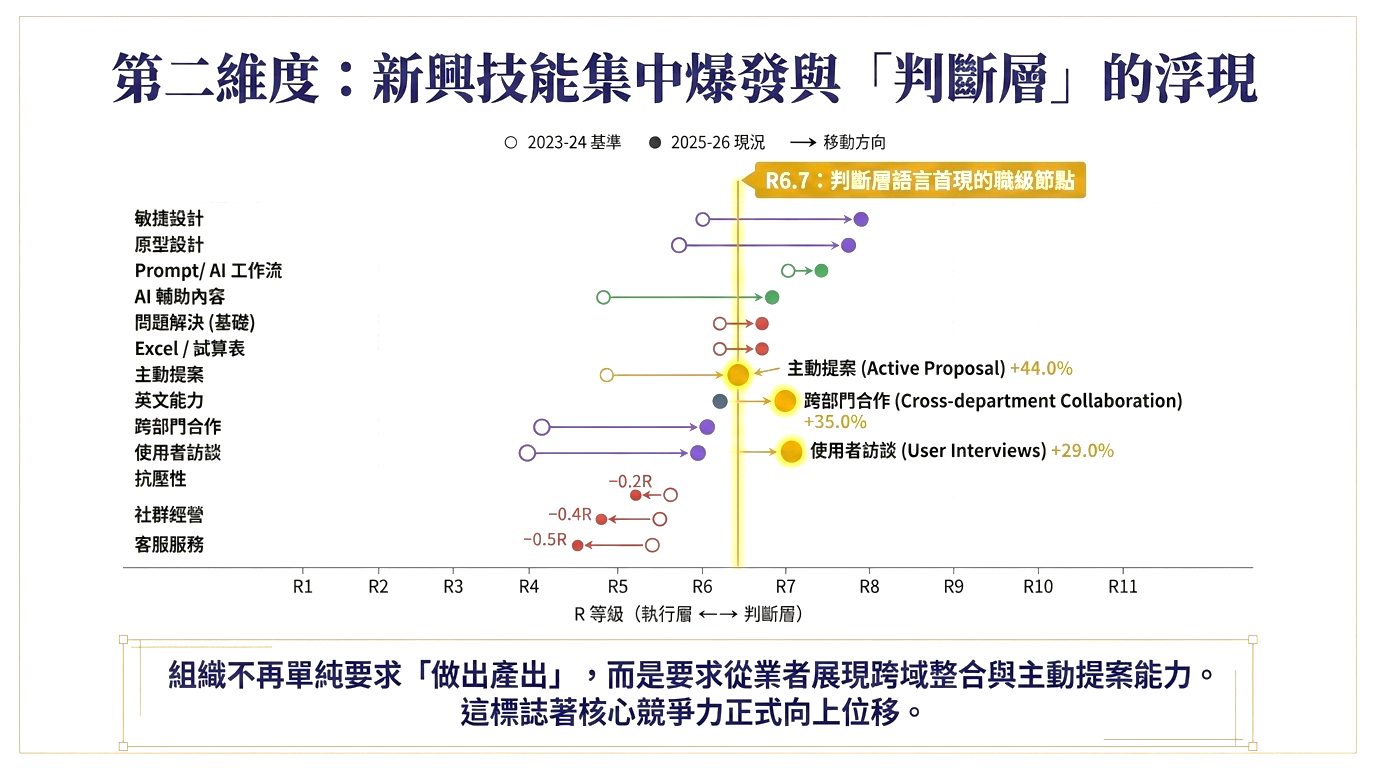 第二維度：新興技能集中爆發與「判斷層」的浮現
2023-24 基準
2025-26 現況
移動方向
R6.7：判斷層語言首現的職級節點
敏捷設計
原型設計
Prompt/ AI 工作流
AI 輔助內容
問題解決 (基礎)
Excel / 試算表
主動提案
主動提案 (Active Proposal) +44.0%
英文能力
跨部門合作 (Cross-department Collaboration)
+35.0%
跨部門合作
使用者訪談
使用者訪談 (User Interviews) +29.0%
抗壓性
−0.2R
社群經營
−0.4R
客服服務
−0.5R
R1 R2 R3 R4 R5 R6 R7 R8 R9 R10 R11
R 等級（執行層 ←→ 判斷層）
組織不再單純要求「做出產出」，而是要求從業者展現跨域整合與主動提案能力。
這標誌著核心競爭力正式向上位移。